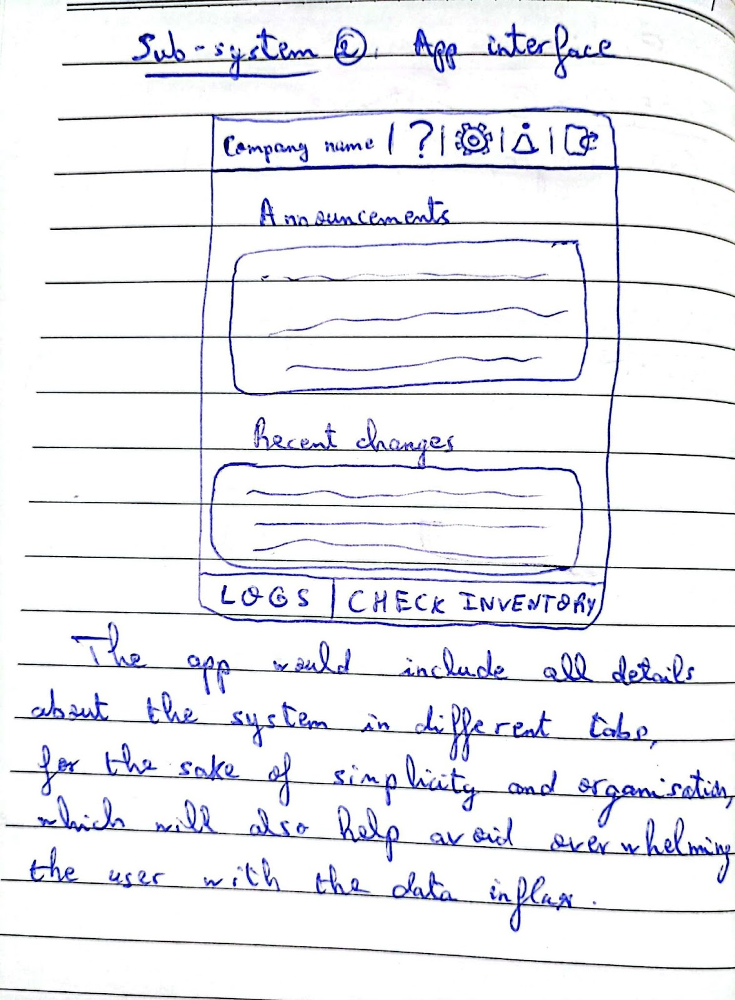 Sub-system ②. App interface
Company name | ? | | |
Announcements
Recent changes
LOGS | CHECK INVENTORY
The app would include all details
about the system in different tabs,
for the sake of simplicity and organisation,
which will also help avoid overwhelming
the user with the data influx.